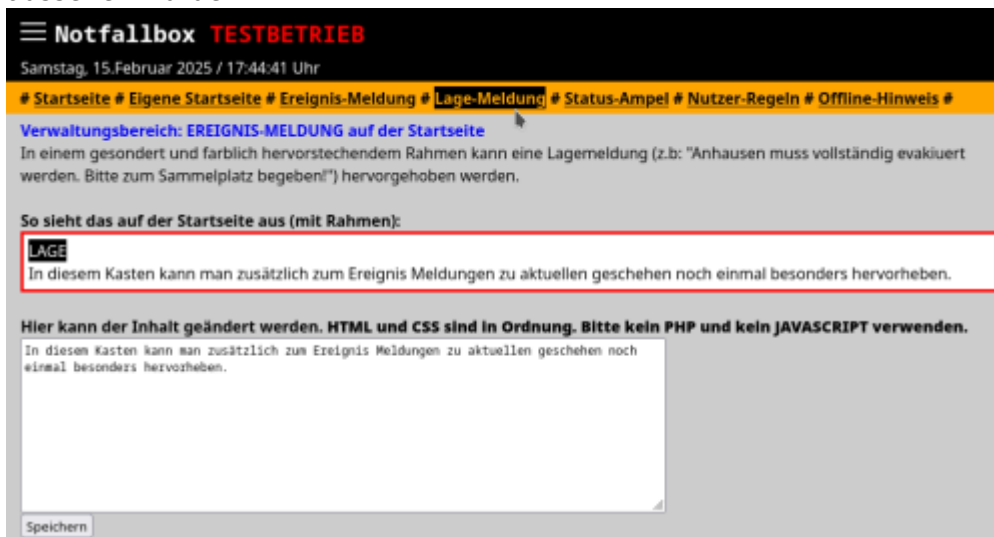 Notfallbox TESTBETRIEB
Samstag, 15.Februar 2025 / 17:44:41 Uhr
# Startseite # Eigene Startseite # Ereignis-Meldung # Lage-Meldung # Status-Ampel # Nutzer-Regeln # Offline-Hinweis #
Verwaltungsbereich: EREIGNIS-MELDUNG auf der Startseite
In einem gesondert und farblich hervorstechendem Rahmen kann eine Lagemeldung (z.b: "Anhausen muss vollständig evakiuert
werden. Bitte zum Sammelplatz begeben!") hervorgehoben werden.
So sieht das auf der Startseite aus (mit Rahmen):
LAGE
In diesem Kasten kann man zusätzlich zum Ereignis Meldungen zu aktuellen geschehen noch einmal besonders hervorheben.
Hier kann der Inhalt geändert werden. HTML und CSS sind in Ordnung. Bitte kein PHP und kein JAVASCRIPT verwenden.
In diesem Kasten kann man zusätzlich zum Ereignis Meldungen zu aktuellen geschehen noch
einmal besonders hervorheben.
Speichern